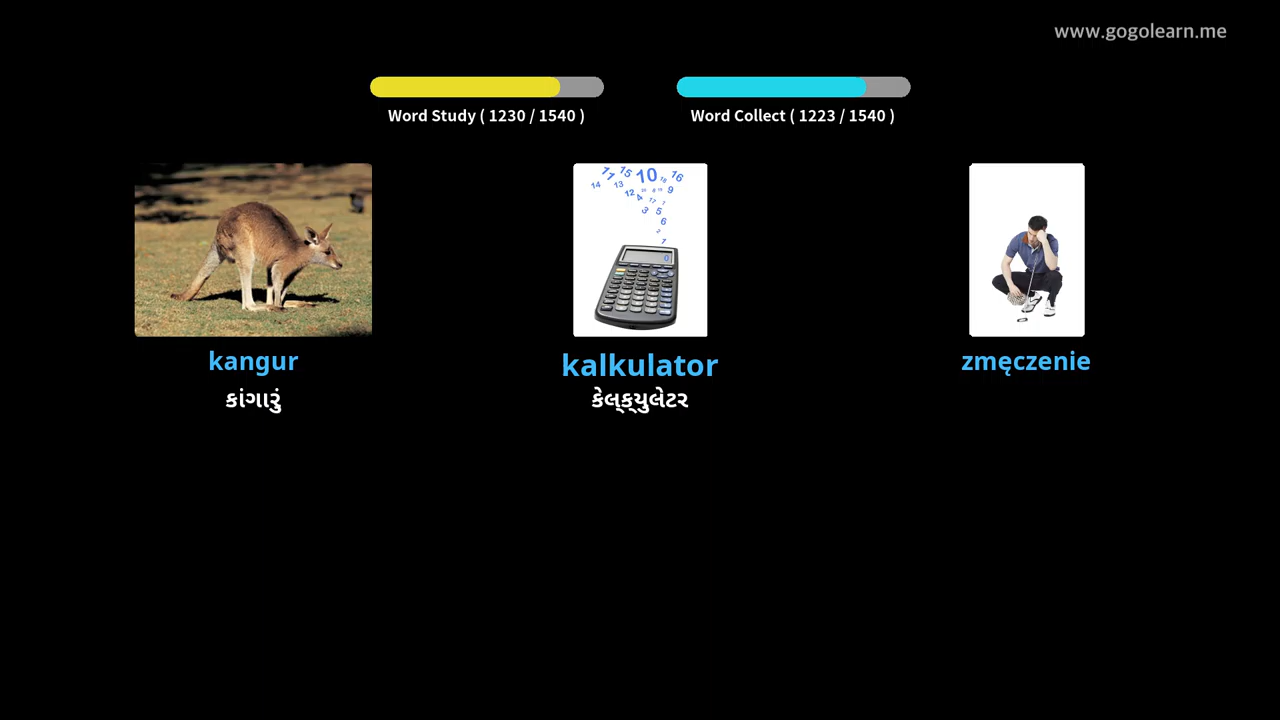 www.gogolearn.me
Word Study ( 1230 / 1540 )
Word Collect ( 1223 / 1540 )
kangur
kalkulator
zmęczenie
કાંગારું
કેલ્ક્યુલેટર